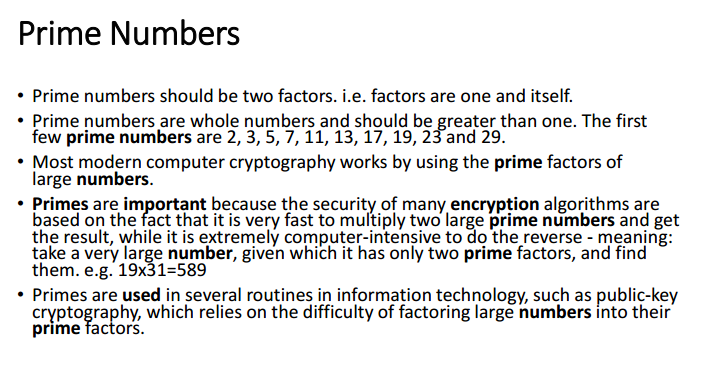 Prime Numbers
• Prime numbers should be two factors. i.e. factors are one and itself.
• Prime numbers are whole numbers and should be greater than one. The first
few prime numbers are 2, 3, 5, 7, 11, 13, 17, 19, 23 and 29.
• Most modern computer cryptography works by using the prime factors of
large numbers.
• Primes are important because the security of many encryption algorithms are
based on the fact that it is very fast to multiply two large prime numbers and get
the result, while it is extremely computer-intensive to do the reverse - meaning:
take a very large number, given which it has only two prime factors, and find
them. e.g. 19x31=589
• Primes are used in several routines in information technology, such as public-key
cryptography, which relies on the difficulty of factoring large numbers into their
prime factors.